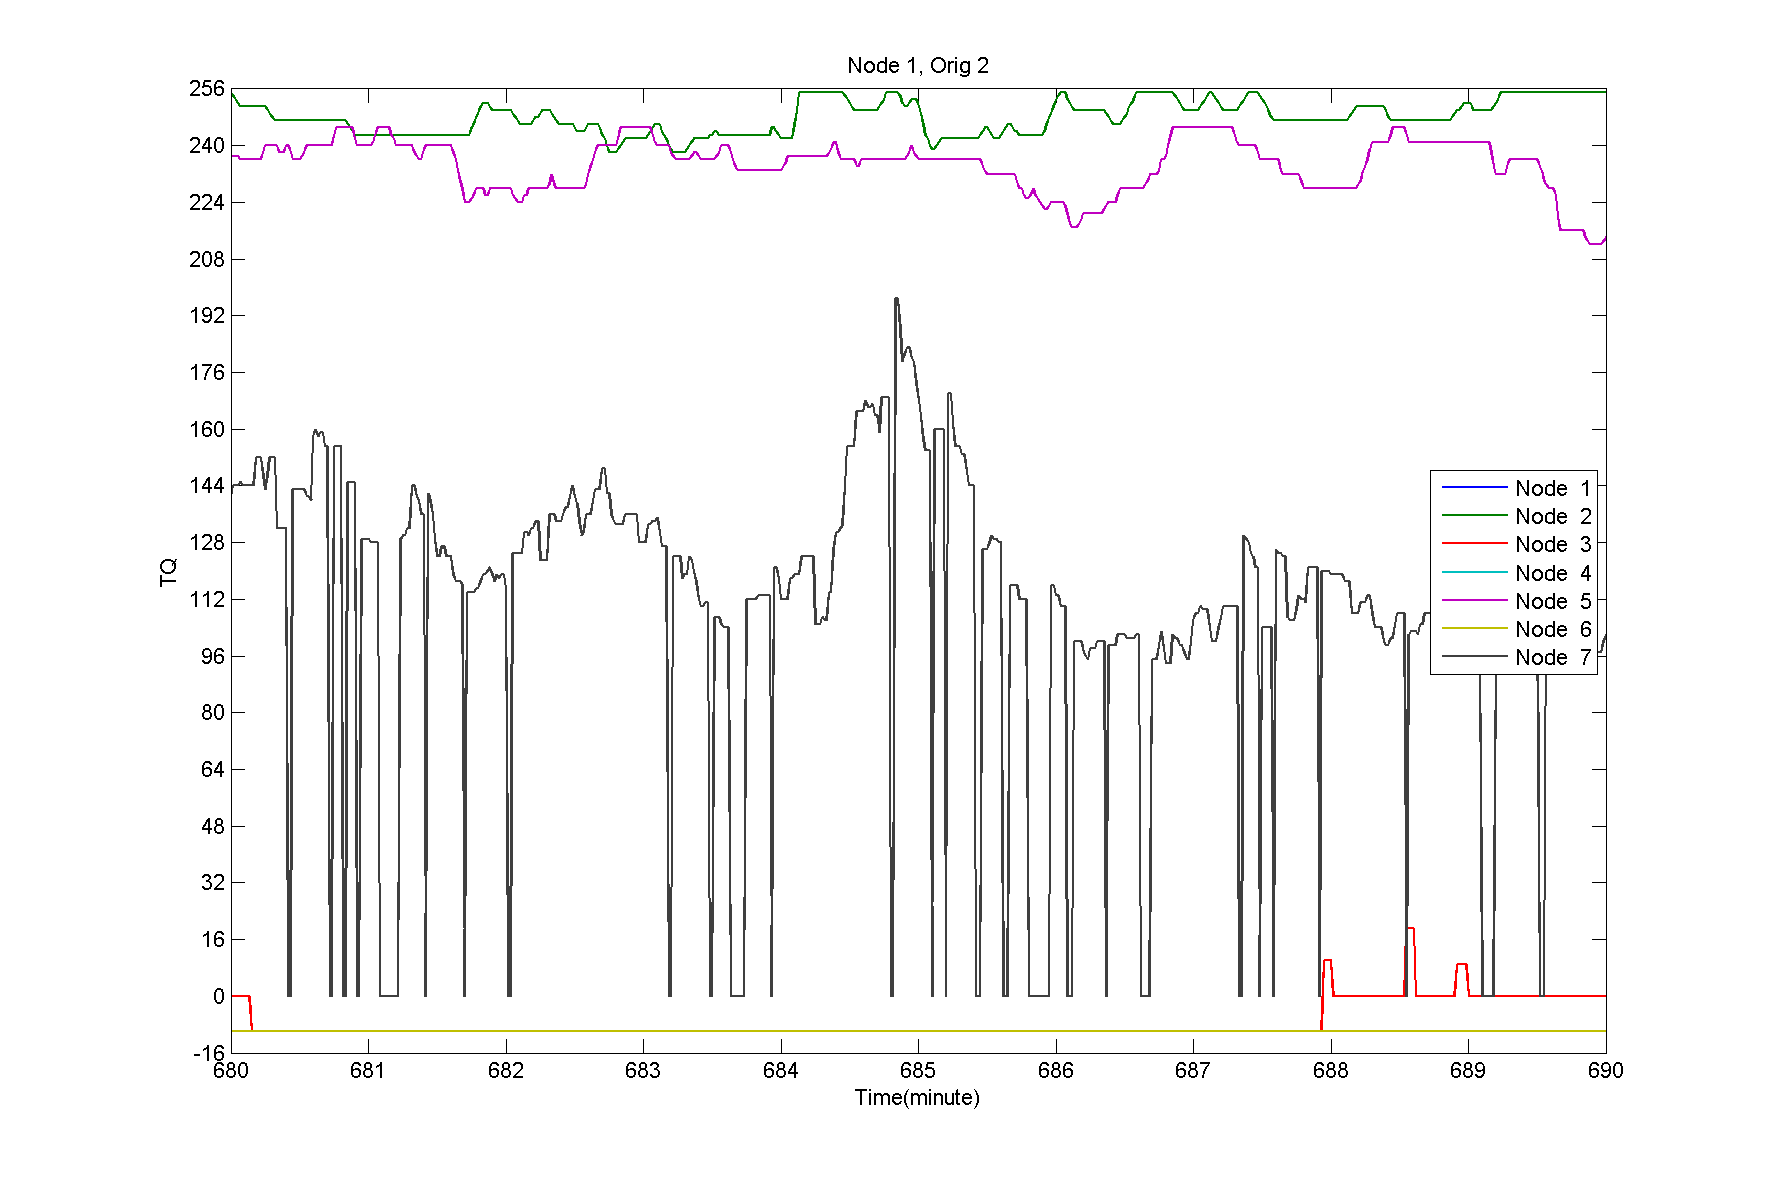 Node 1, Orig 2
256
240
224
208
192
176
160
144
128
112
96
80
64
48
32
16
0
-16
TQ
Node 1
Node 2
Node 3
Node 4
Node 5
Node 6
Node 7
680 681 682 683 684 685 686 687 688 689 690
Time(minute)